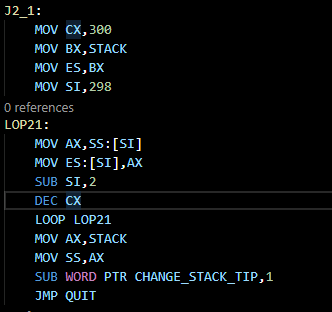 J2_1:
MOV CX,300
MOV BX,STACK
MOV ES,BX
MOV SI,298
0 references
LOP21:
MOV AX,SS:[SI]
MOV ES:[SI],AX
SUB SI,2
DEC CX
LOOP LOP21
MOV AX,STACK
MOV SS,AX
SUB WORD PTR CHANGE_STACK_TIP,1
JMP QUIT